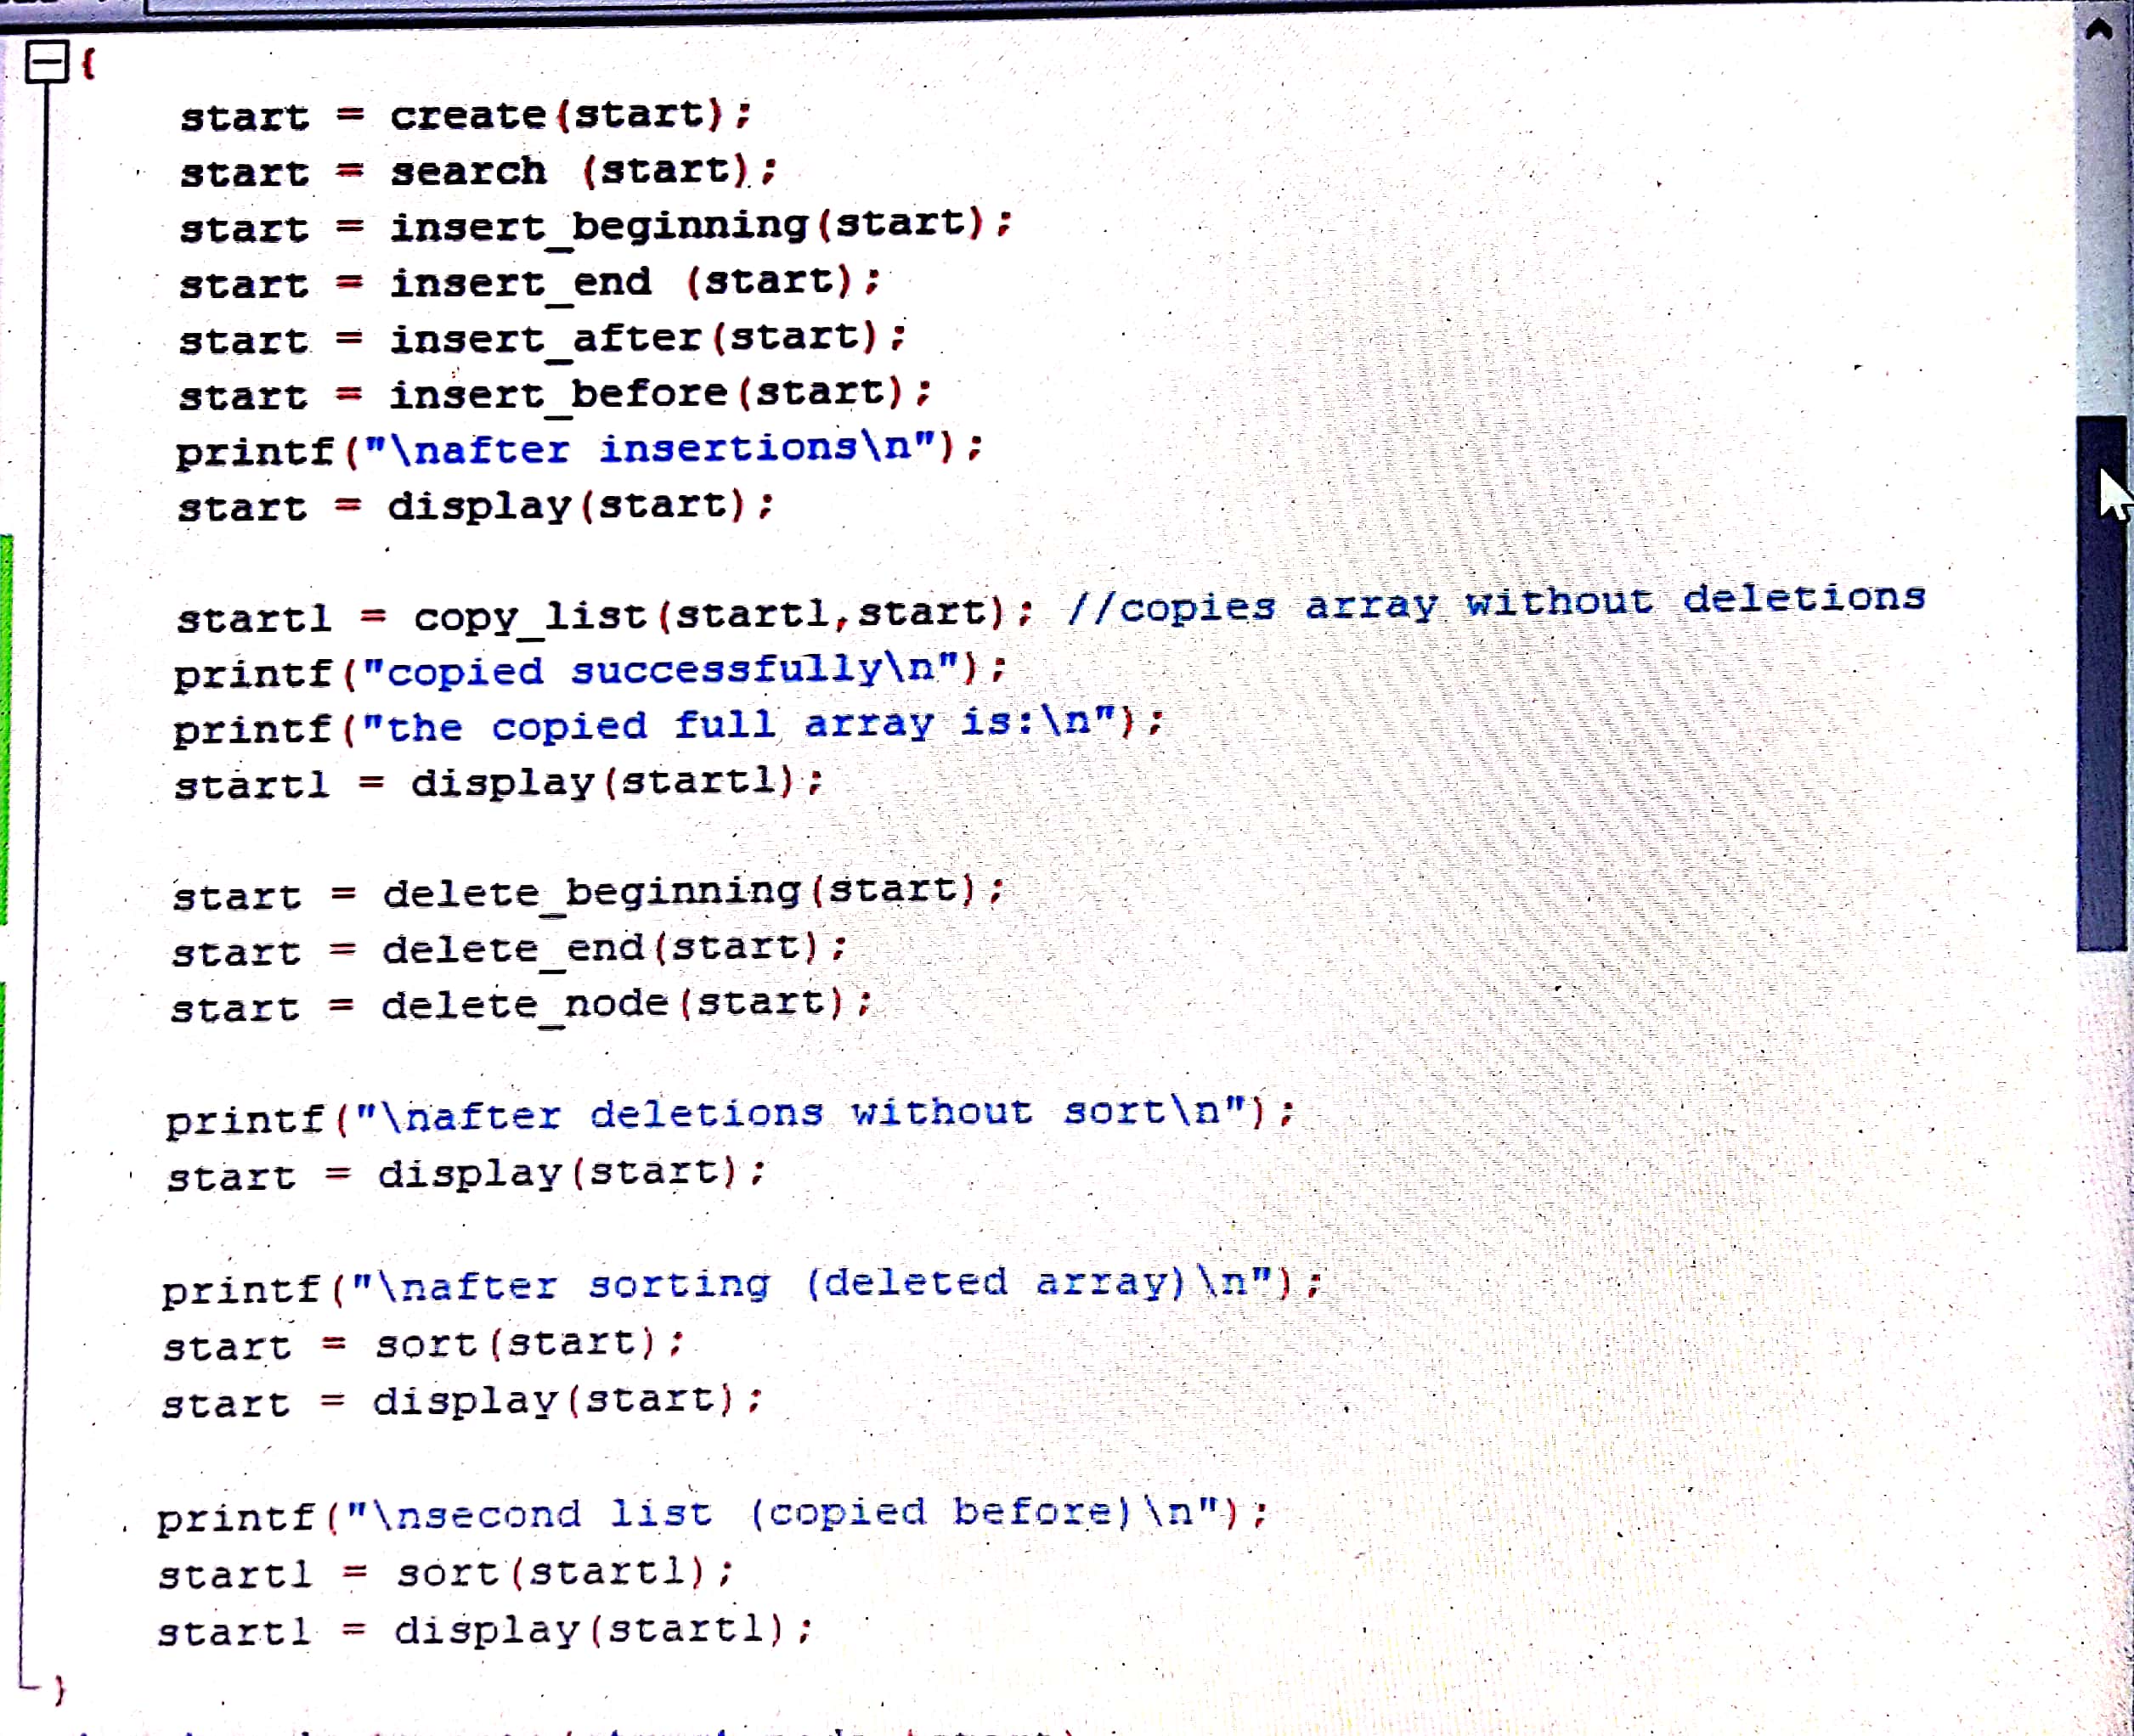 {
start = create(start);
start = search (start);
start = insert_beginning(start);
start = insert_end (start);
start = insert_after(start);
start = insert_before(start);
printf("\nafter insertions\n");
start = display(start);
start1 = copy_list(start1,start); //copies array without deletions
printf("copied successfully\n");
printf("the copied full array is:\n");
start1 = display(start1);
start = delete_beginning(start);
start = delete_end(start);
start = delete_node(start);
printf("\nafter deletions without sort\n");
start = display(start);
printf("\nafter sorting (deleted array)\n");
start = sort(start);
start = display(start);
printf("\nsecond list (copied before)\n");
start1 = sort(start1);
start1 = display(start1);
}